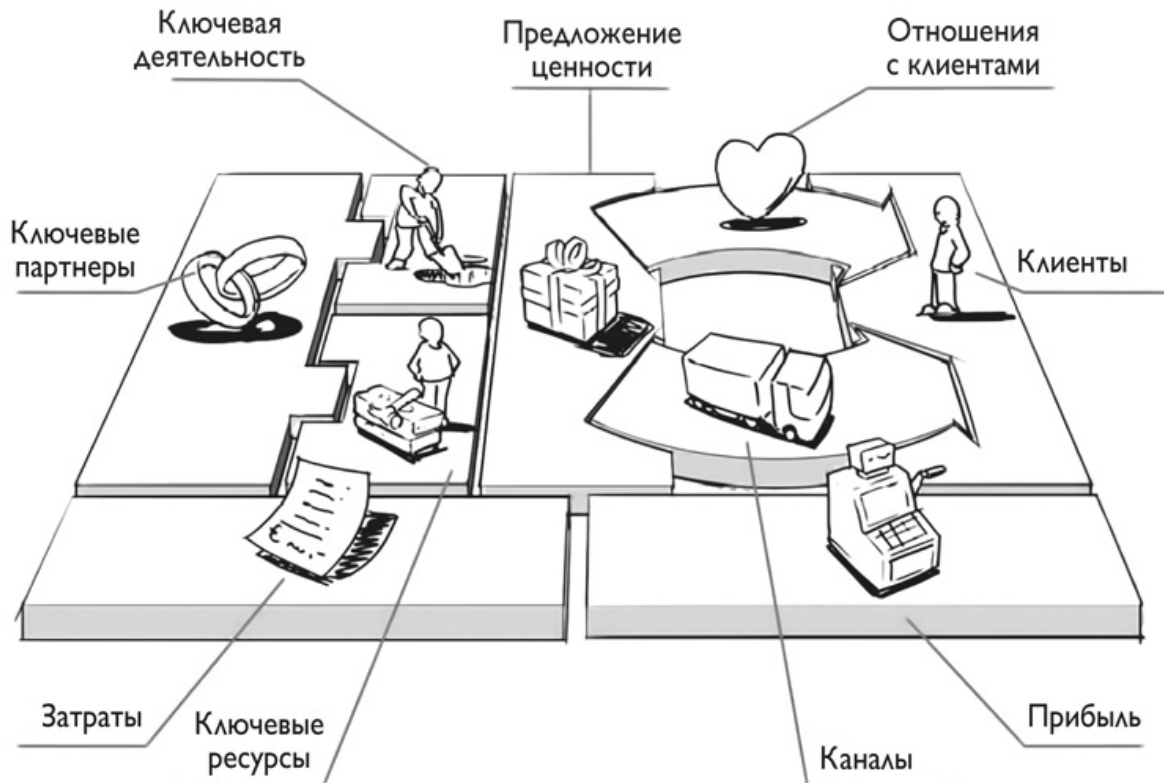 Ключевая
деятельность
Предложение
ценности
Отношения
с клиентами
Ключевые
партнеры
Клиенты
Затраты
Ключевые
ресурсы
Каналы
Прибыль